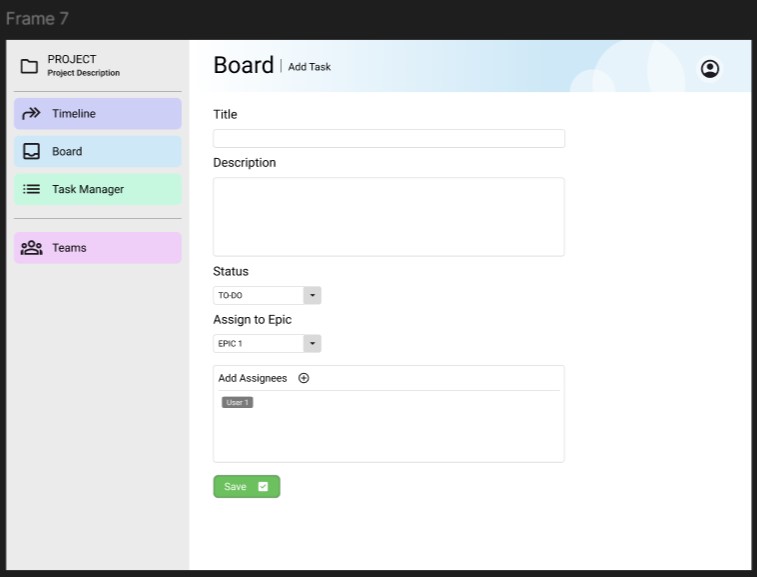 Frame 7
PROJECT
Project Description
Timeline
Board
Task Manager
Teams
Board | Add Task
Title
Description
Status
TO-DO
Assign to Epic
EPIC 1
Add Assignees
User 1
Save